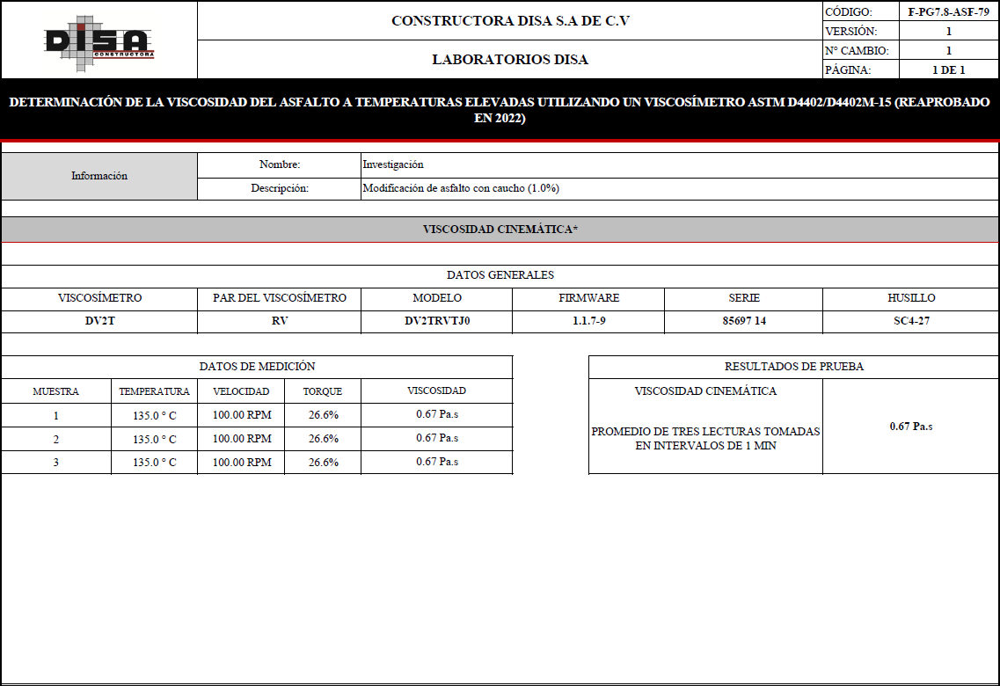 DISA
CONSTRUCTORA
CONSTRUCTORA DISA S.A DE C.V
LABORATORIOS DISA
CÓDIGO: F-PG7.8-ASF-79
VERSIÓN: 1
N° CAMBIO: 1
PÁGINA: 1 DE 1
DETERMINACIÓN DE LA VISCOSIDAD DEL ASFALTO A TEMPERATURAS ELEVADAS UTILIZANDO UN VISCOSÍMETRO ASTM D4402/D4402M-15 (REAPROBADO
EN 2022)
Información
Nombre: Investigación
Descripción: Modificación de asfalto con caucho (1.0%)
VISCOSIDAD CINEMÁTICA*
DATOS GENERALES
VISCOSÍMETRO PAR DEL VISCOSÍMETRO MODELO FIRMWARE SERIE HUSILLO
DV2T RV DV2TRVTJ0 1.1.7-9 85697 14 SC4-27
DATOS DE MEDICIÓN
MUESTRA TEMPERATURA VELOCIDAD TORQUE VISCOSIDAD
1 135.0 ° C 100.00 RPM 26.6% 0.67 Pa.s
2 135.0 ° C 100.00 RPM 26.6% 0.67 Pa.s
3 135.0 ° C 100.00 RPM 26.6% 0.67 Pa.s
RESULTADOS DE PRUEBA
VISCOSIDAD CINEMÁTICA
PROMEDIO DE TRES LECTURAS TOMADAS
EN INTERVALOS DE 1 MIN
0.67 Pa.s